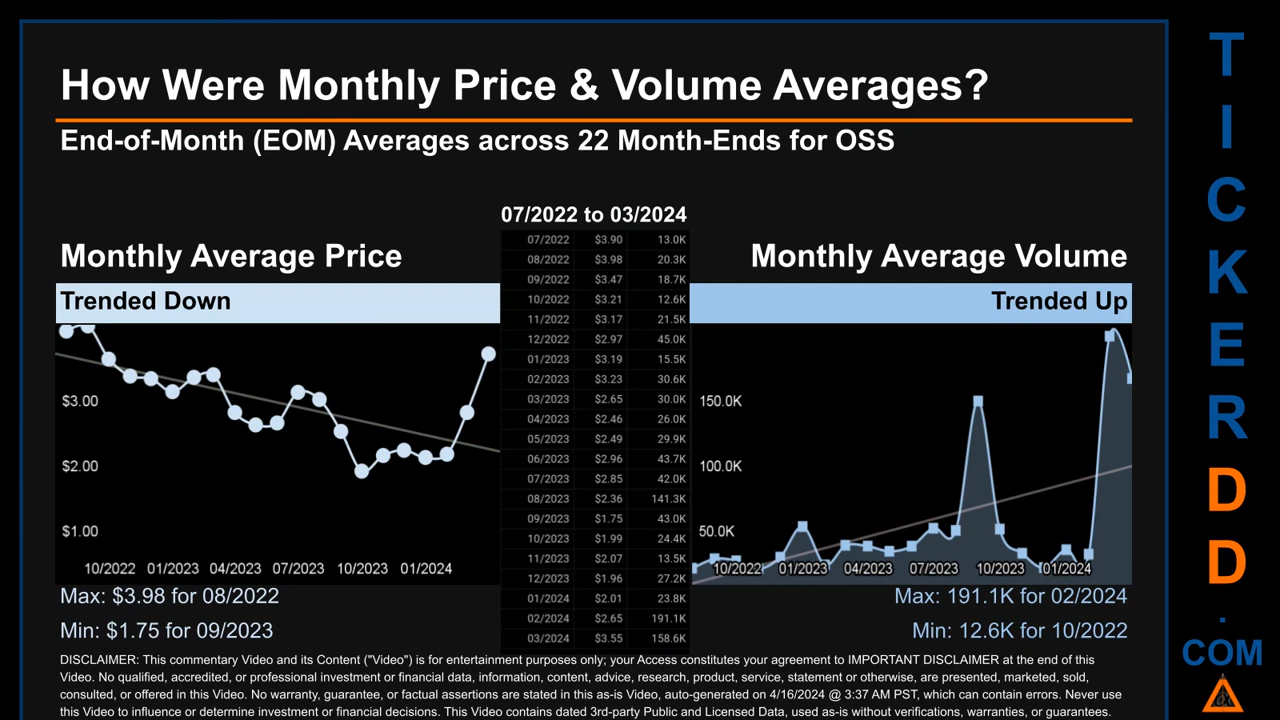 How Were Monthly Price & Volume Averages?
End-of-Month (EOM) Averages across 22 Month-Ends for OSS
07/2022 to 03/2024
Monthly Average Price
Trended Down
$3.00
$2.00
$1.00
10/2022 01/2023 04/2023 07/2023 10/2023 01/2024
Max: $3.98 for 08/2022
Min: $1.75 for 09/2023
07/2022 $3.90 13.0K
08/2022 $3.98 20.3K
09/2022 $3.47 18.7K
10/2022 $3.21 12.6K
11/2022 $3.17 21.5K
12/2022 $2.97 45.0K
01/2023 $3.19 15.5K
02/2023 $3.23 30.6K
03/2023 $2.65 30.0K
04/2023 $2.46 26.0K
05/2023 $2.49 29.9K
06/2023 $2.96 43.7K
07/2023 $2.85 42.0K
08/2023 $2.36 141.3K
09/2023 $1.75 43.0K
10/2023 $1.99 24.4K
11/2023 $2.07 13.5K
12/2023 $1.96 27.2K
01/2024 $2.01 23.8K
02/2024 $2.65 191.1K
03/2024 $3.55 158.6K
Monthly Average Volume
Trended Up
150.0K
100.0K
50.0K
10/2022 01/2023 04/2023 07/2023 10/2023 01/2024
Max: 191.1K for 02/2024
Min: 12.6K for 10/2022
DISCLAIMER: This commentary Video and its Content ("Video") is for entertainment purposes only; your Access constitutes your agreement to IMPORTANT DISCLAIMER at the end of this
Video. No qualified, accredited, or professional investment or financial data, information, content, advice, research, product, service, statement or otherwise, are presented, marketed, sold,
consulted, or offered in this Video. No warranty, guarantee, or factual assertions are stated in this as-is Video, auto-generated on 4/16/2024 @ 3:37 AM PST, which can contain errors. Never use
this Video to influence or determine investment or financial decisions. This Video contains dated 3rd-party Public and Licensed Data, used as-is without verifications, warranties, or guarantees.
T
I
C
K
E
R
D
D
.
COM